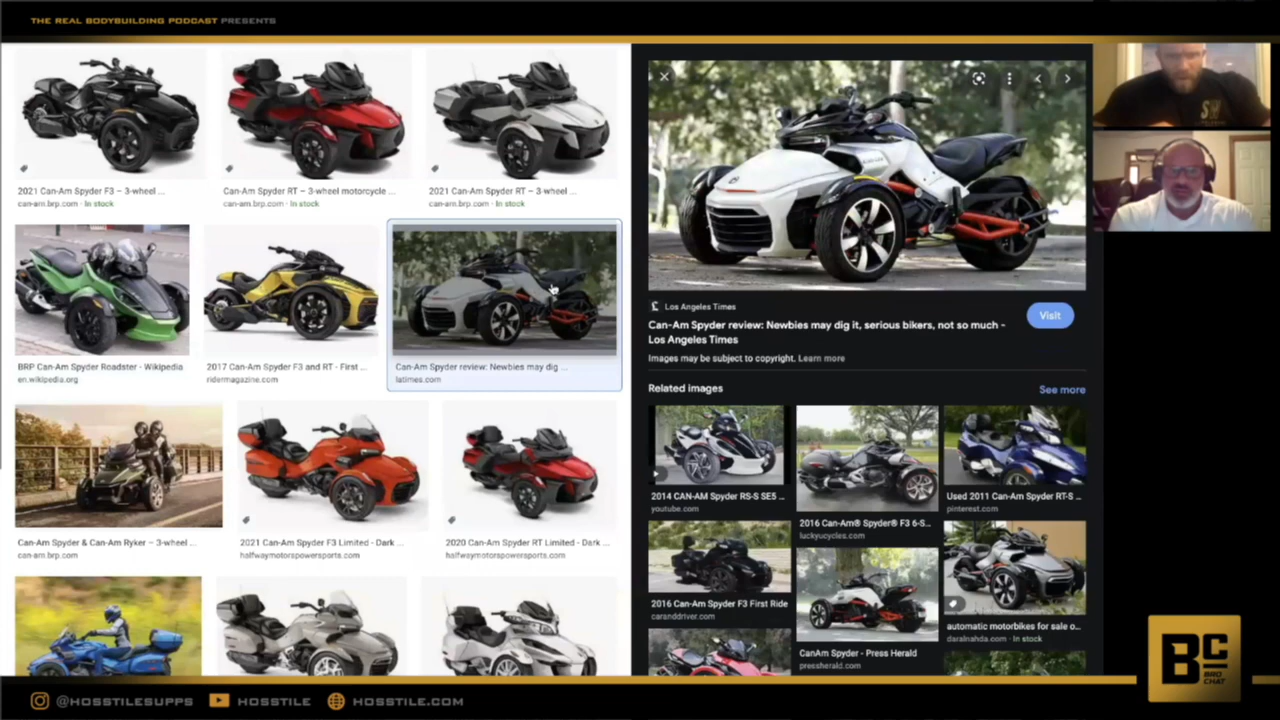 THE REAL BODYBUILDING PODCAST PRESENTS
2021 Can-Am Spyder F3 – 3-wheel ...
can-am.brp.com · In stock
Can-Am Spyder RT – 3-wheel motorcycle ...
can-am.brp.com · In stock
2021 Can-Am Spyder RT – 3-wheel ...
can-am.brp.com · In stock
BRP Can-Am Spyder Roadster - Wikipedia
en.wikipedia.org
2017 Can-Am Spyder F3 and RT - First ...
ridermagazine.com
Can-Am Spyder review: Newbies may dig ...
latimes.com
Can-Am Spyder & Can-Am Ryker – 3-wheel ...
can-am.brp.com
2021 Can-Am Spyder F3 Limited - Dark ...
halfwaymotorspowersports.com
2020 Can-Am Spyder RT Limited - Dark ...
halfwaymotorspowersports.com
Los Angeles Times
Visit
Can-Am Spyder review: Newbies may dig it, serious bikers, not so much -
Los Angeles Times
Images may be subject to copyright. Learn more
Related images
See more
2014 CAN-AM Spyder RS-S SE5 ...
youtube.com
2016 Can-Am® Spyder® F3 6-S...
luckyucycles.com
Used 2011 Can-Am Spyder RT-S ...
pinterest.com
2016 Can-Am Spyder F3 First Ride
caranddriver.com
CanAm Spyder - Press Herald
pressherald.com
automatic motorbikes for sale o...
daralnahda.com · In stock
SW
BC
BRO
CHAT
@HOSSTILESUPPS
HOSSTILE
HOSSTILE.COM